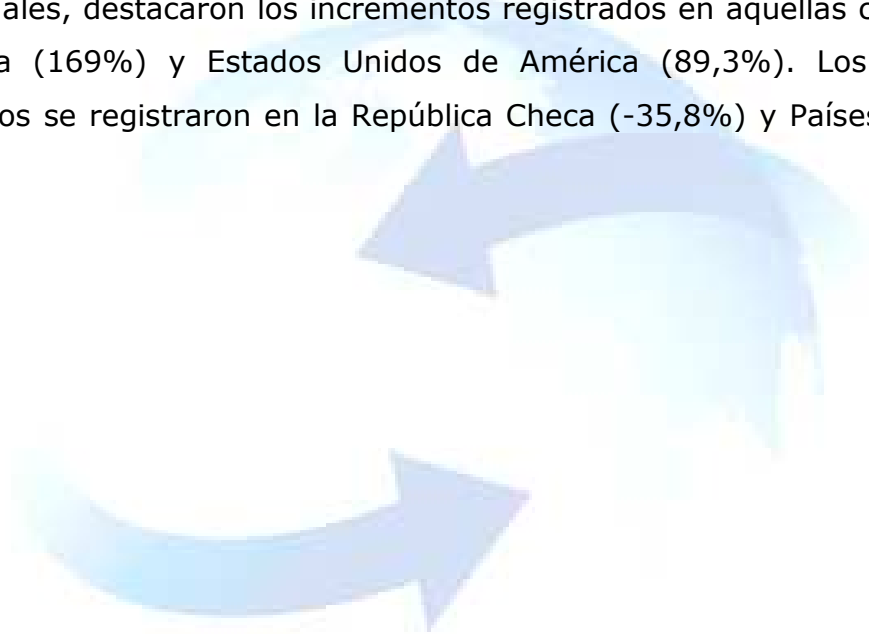 ales, destacaron los incrementos registrados en aquellas
a (169%) y Estados Unidos de América (89,3%). Los
os se registraron en la República Checa (-35,8%) y Países